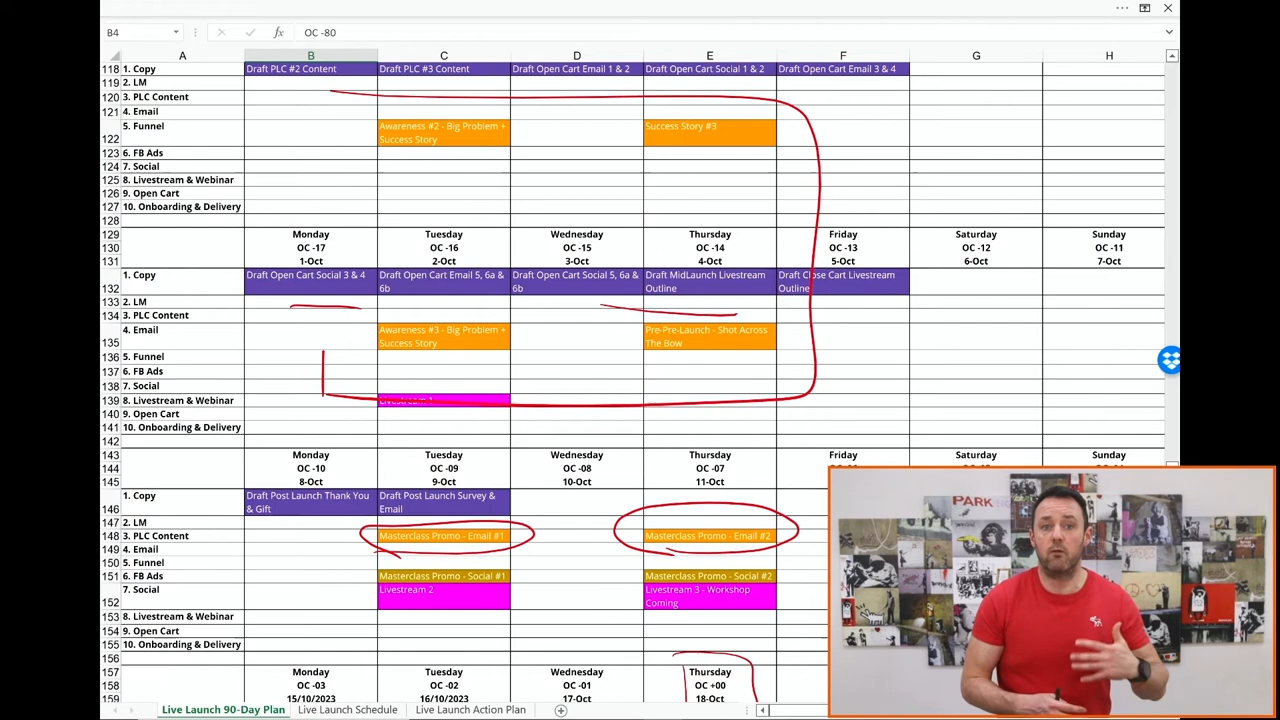 B4 OC -80
A B C D E F G H
118 1. Copy Draft PLC #2 Content Draft PLC #3 Content Draft Open Cart Email 1 & 2 Draft Open Cart Social 1 & 2 Draft Open Cart Email 3 & 4
119 2. LM
120 3. PLC Content
121 4. Email
122 5. Funnel Awareness #2 - Big Problem + Success Story Success Story #3
123 6. FB Ads
124 7. Social
125 8. Livestream & Webinar
126 9. Open Cart
127 10. Onboarding & Delivery
128
129 Monday Tuesday Wednesday Thursday Friday Saturday Sunday
130 OC -17 OC -16 OC -15 OC -14 OC -13 OC -12 OC -11
131 1-Oct 2-Oct 3-Oct 4-Oct 5-Oct 6-Oct 7-Oct
132 1. Copy Draft Open Cart Social 3 & 4 Draft Open Cart Email 5, 6a & 6b Draft Open Cart Social 5, 6a & 6b Draft MidLaunch Livestream Outline Draft Close Cart Livestream Outline
133 2. LM
134 3. PLC Content
135 4. Email Awareness #3 - Big Problem + Success Story Pre-Pre-Launch - Shot Across The Bow
136 5. Funnel
137 6. FB Ads
138 7. Social
139 8. Livestream & Webinar Livestream 1
140 9. Open Cart
141 10. Onboarding & Delivery
142
143 Monday Tuesday Wednesday Thursday Friday Saturday Sunday
144 OC -10 OC -09 OC -08 OC -07
145 8-Oct 9-Oct 10-Oct 11-Oct
146 1. Copy Draft Post Launch Thank You & Gift Draft Post Launch Survey & Email
147 2. LM
148 3. PLC Content Masterclass Promo - Email #1 Masterclass Promo - Email #2
149 4. Email
150 5. Funnel
151 6. FB Ads Masterclass Promo - Social #1 Masterclass Promo - Social #2
152 7. Social Livestream 2 Livestream 3 - Workshop Coming
153 8. Livestream & Webinar
154 9. Open Cart
155 10. Onboarding & Delivery
156
157 Monday Tuesday Wednesday Thursday
158 OC -03 OC -02 OC -01 OC +00
159 15/10/2023 16/10/2023 17-Oct 18-Oct
Live Launch 90-Day Plan Live Launch Schedule Live Launch Action Plan
PARK